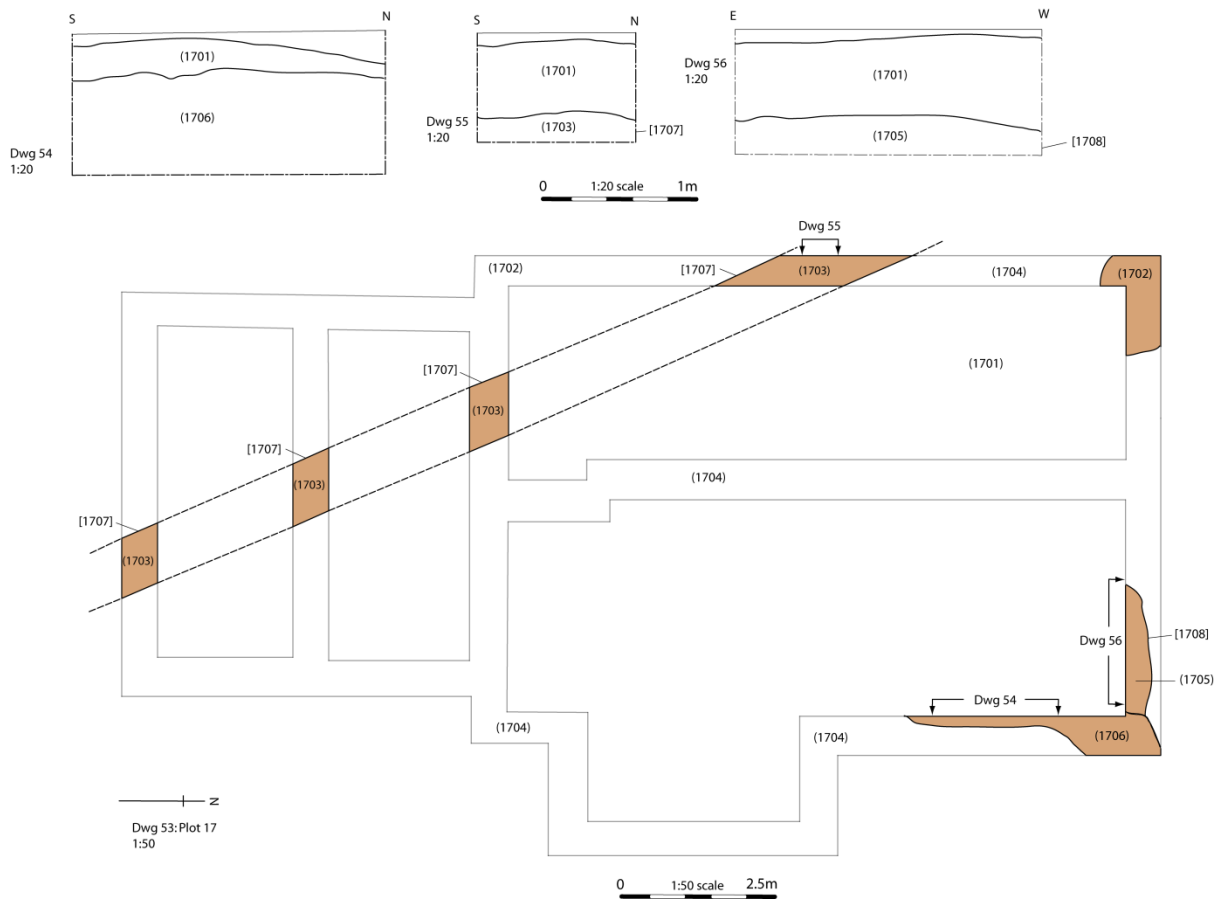 S N
(1701)
(1706)
Dwg 54
1:20
S N
(1701)
Dwg 55
1:20
(1703)
[1707]
E W
Dwg 56
1:20
(1701)
(1705)
[1708]
0 1:20 scale 1m
Dwg 55
(1702)
[1707]
(1703)
(1704)
(1702)
(1701)
[1707]
(1703)
[1707]
(1703)
(1704)
[1707]
(1703)
Dwg 56
[1708]
(1705)
Dwg 54
(1704)
(1704)
(1706)
N
Dwg 53: Plot 17
1:50
0 1:50 scale 2.5m